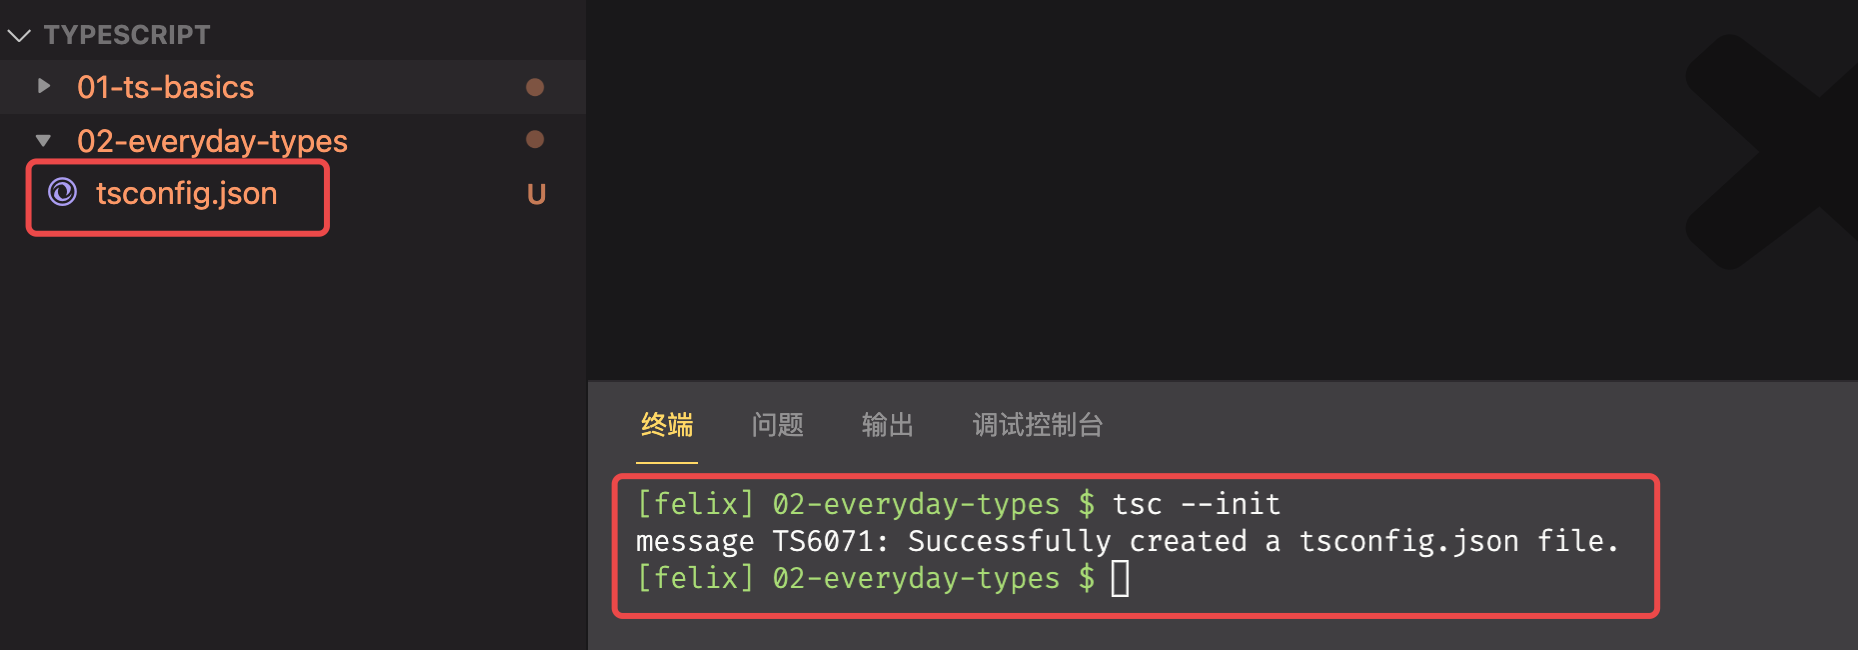 TYPESCRIPT
01-ts-basics
02-everyday-types
tsconfig.json U
终端 问题 输出 调试控制台
[felix] 02-everyday-types $ tsc --init
message TS6071: Successfully created a tsconfig.json file.
[felix] 02-everyday-types $